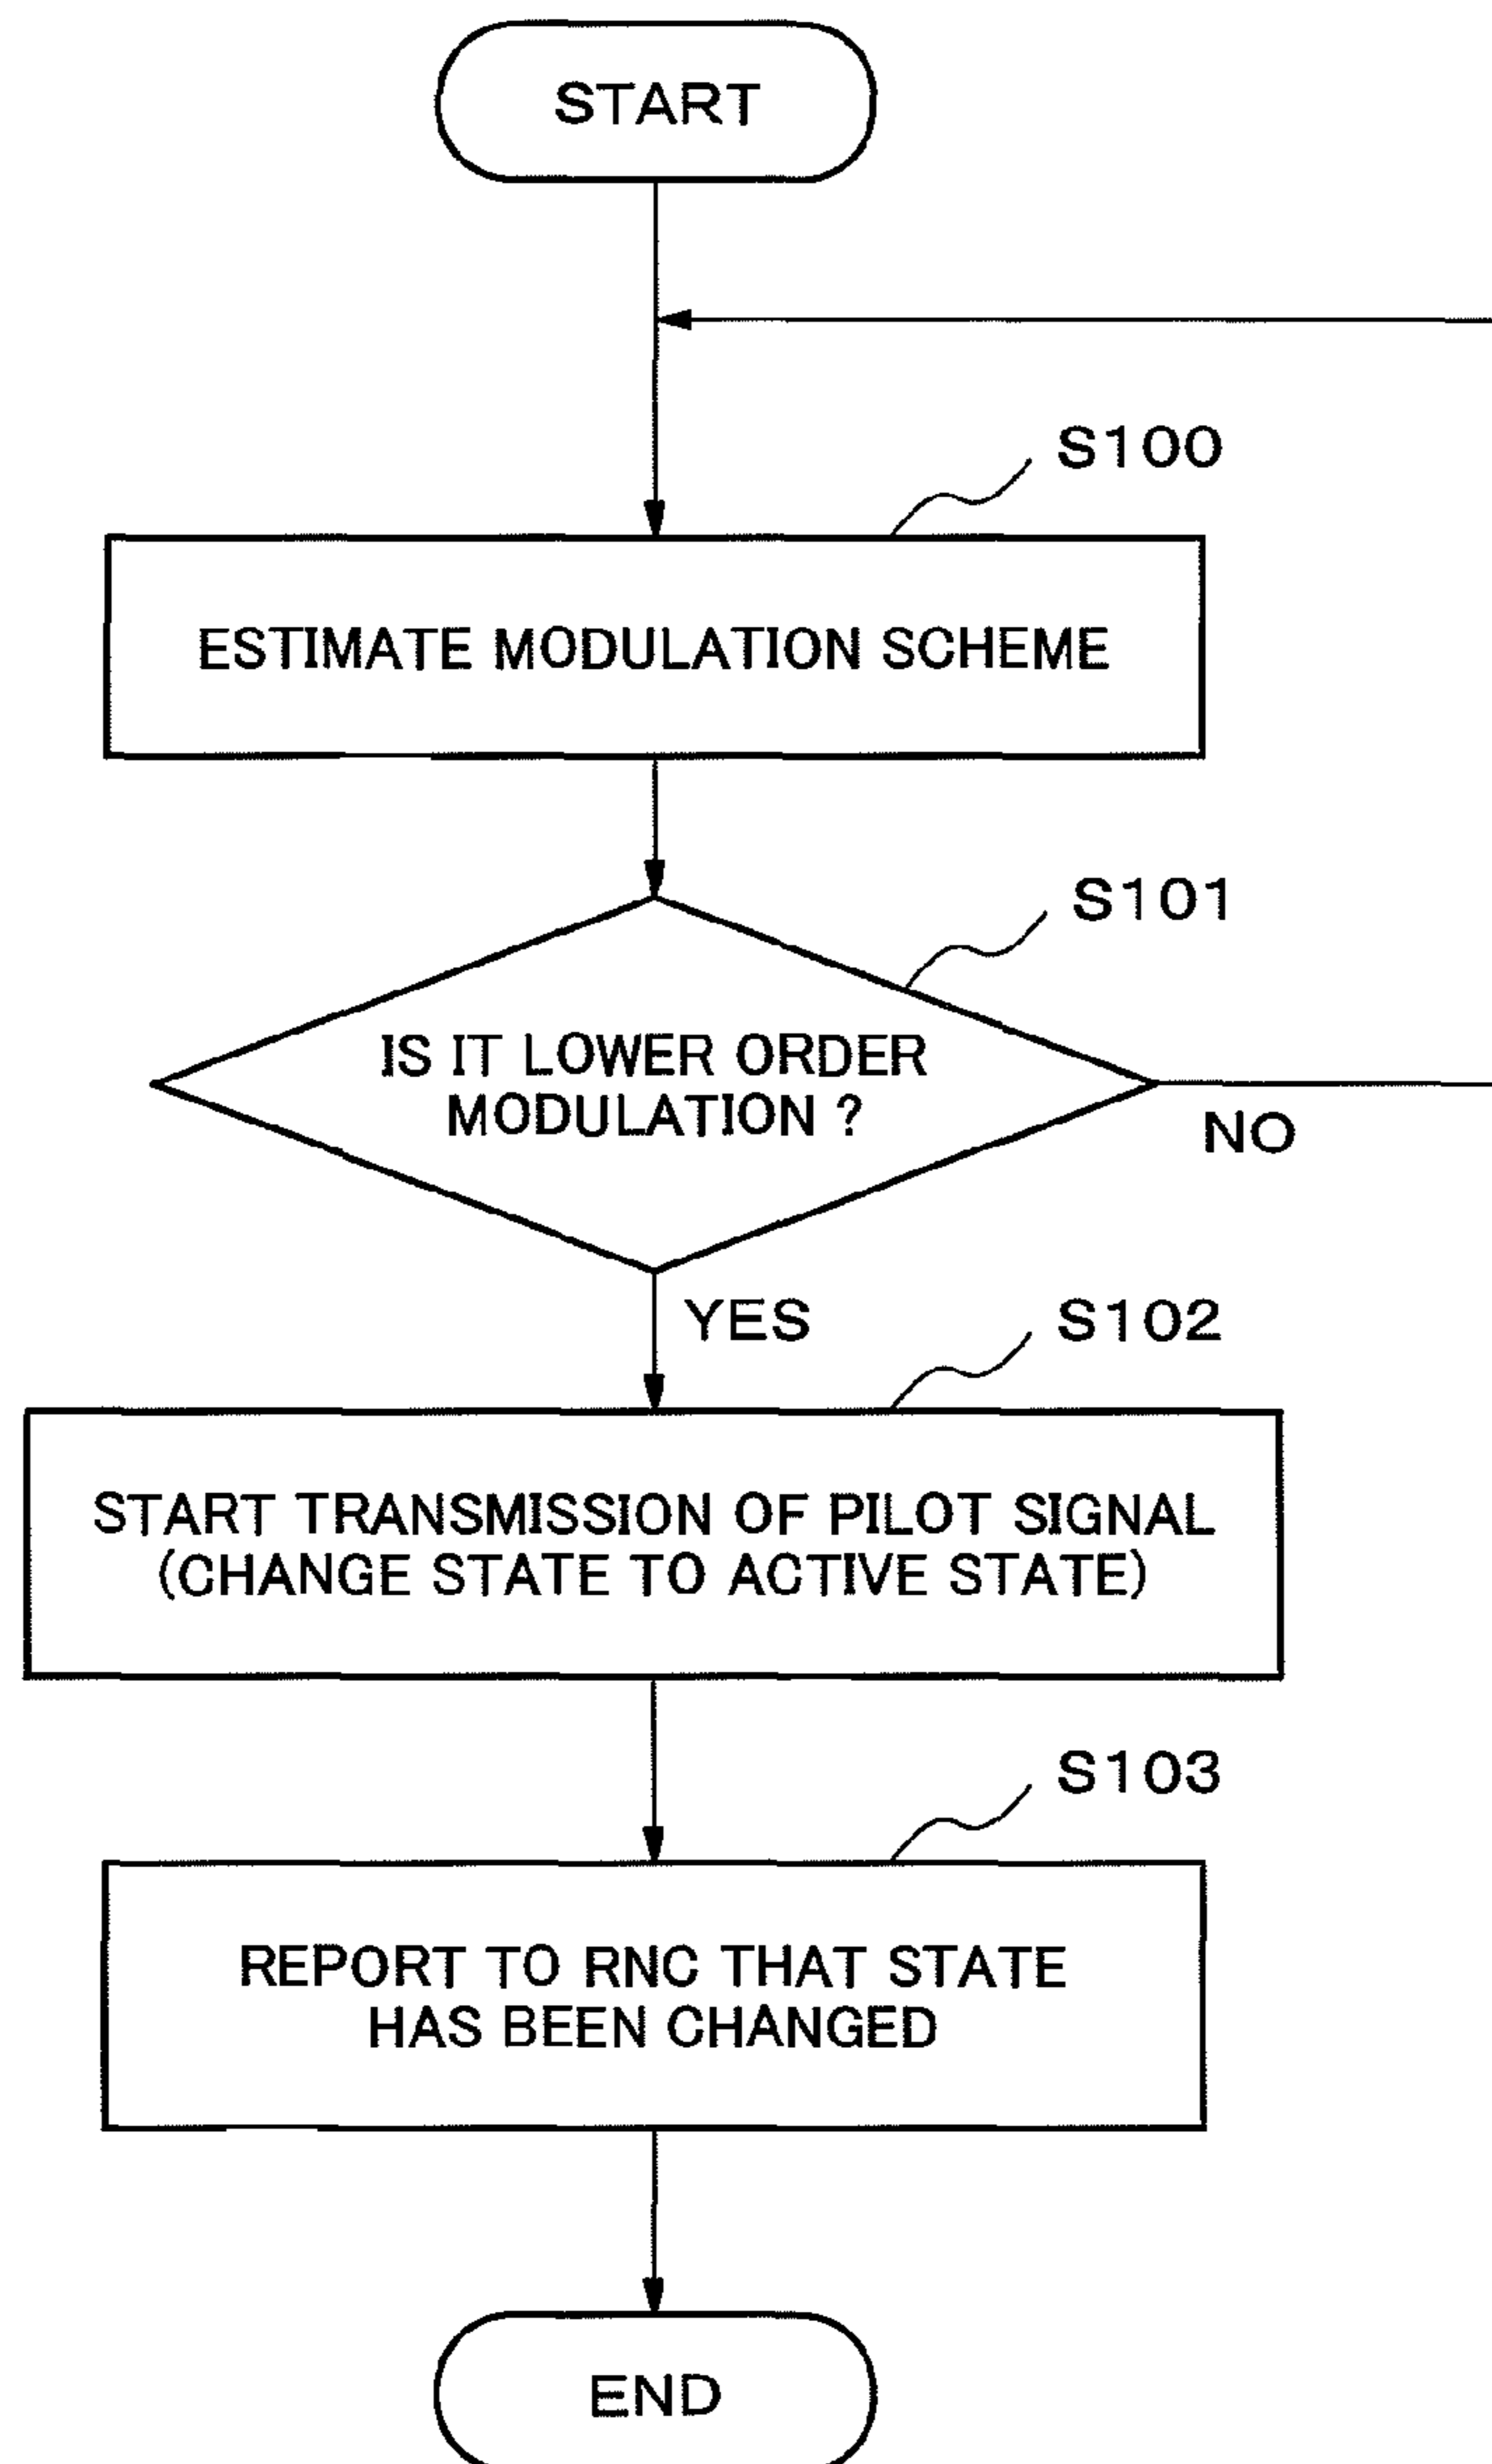 START
S100
ESTIMATE MODULATION SCHEME
S101
IS IT LOWER ORDER
MODULATION ?
NO
YES
S102
START TRANSMISSION OF PILOT SIGNAL
(CHANGE STATE TO ACTIVE STATE)
S103
REPORT TO RNC THAT STATE
HAS BEEN CHANGED
END